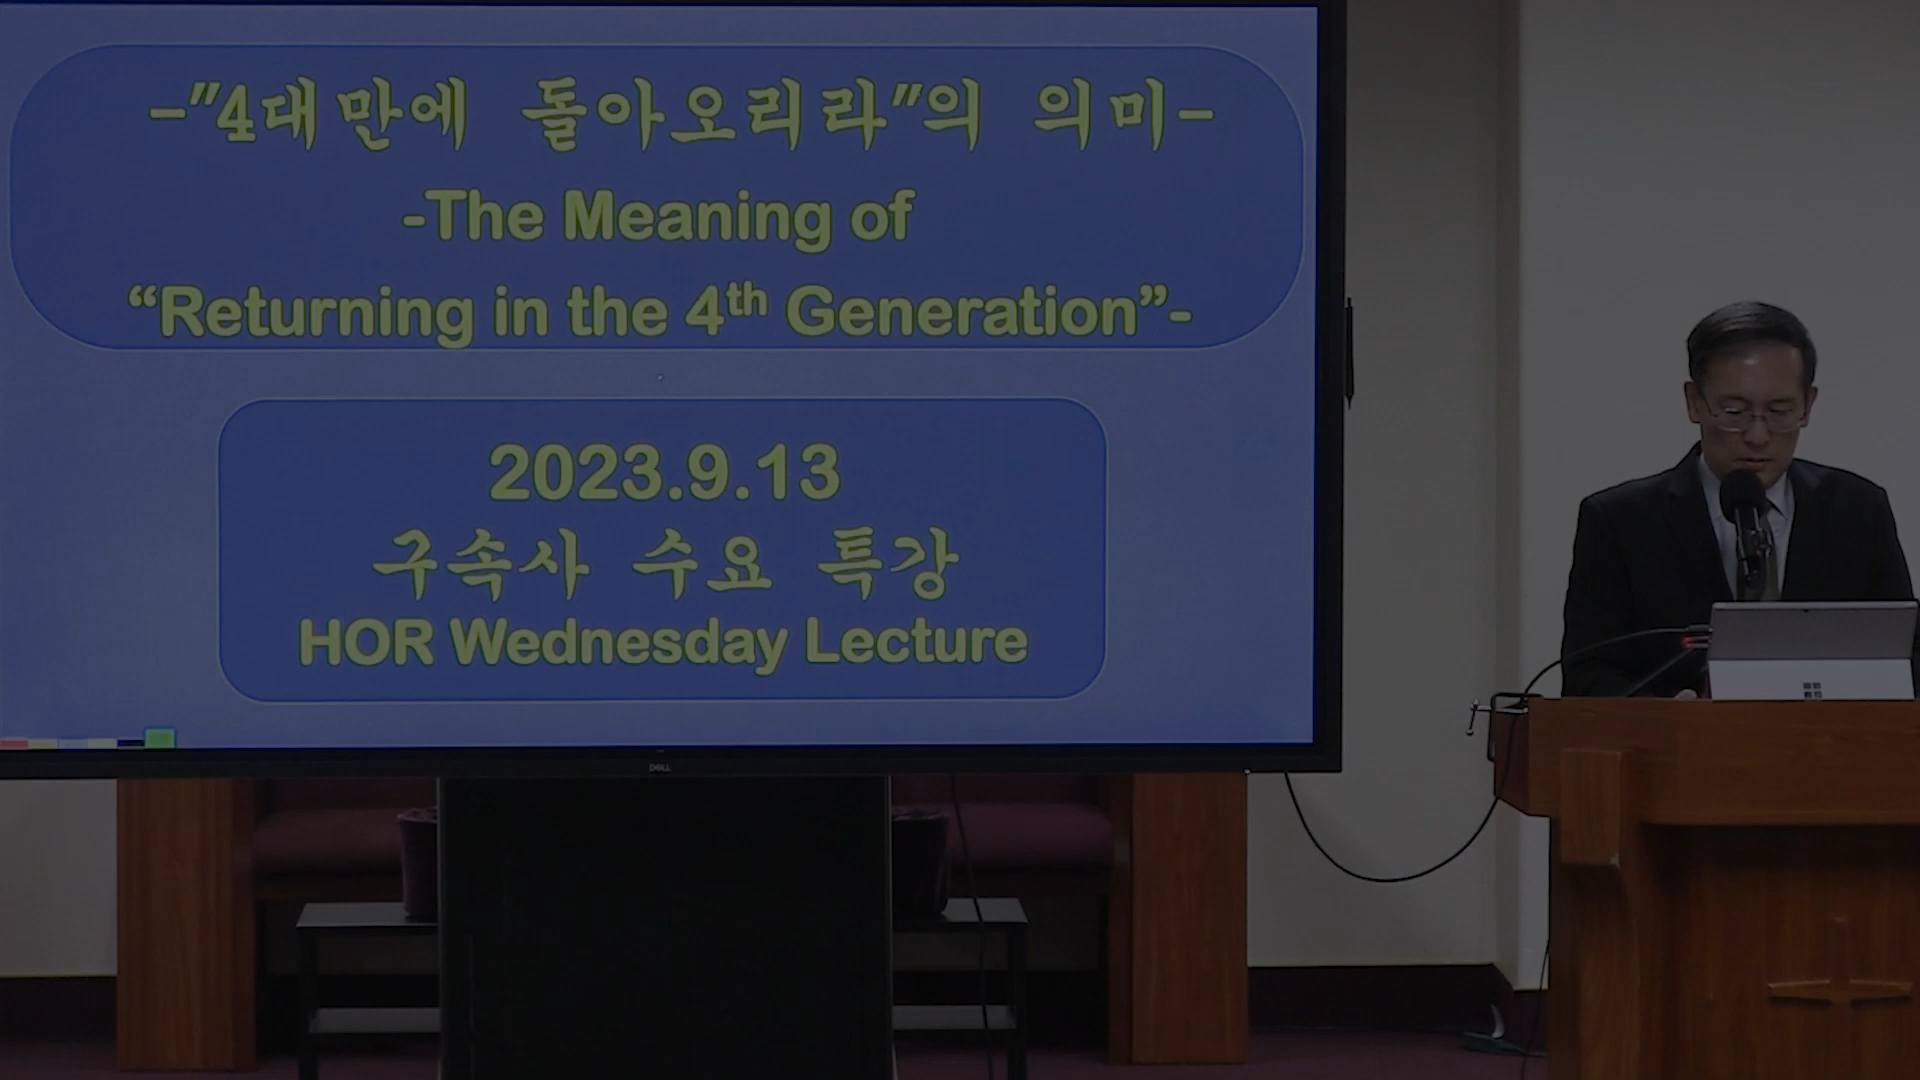 -"4대만에 돌아오리라"의 의미-
-The Meaning of
“Returning in the 4th Generation”-
2023.9.13
구속사 수요 특강
HOR Wednesday Lecture
DELL